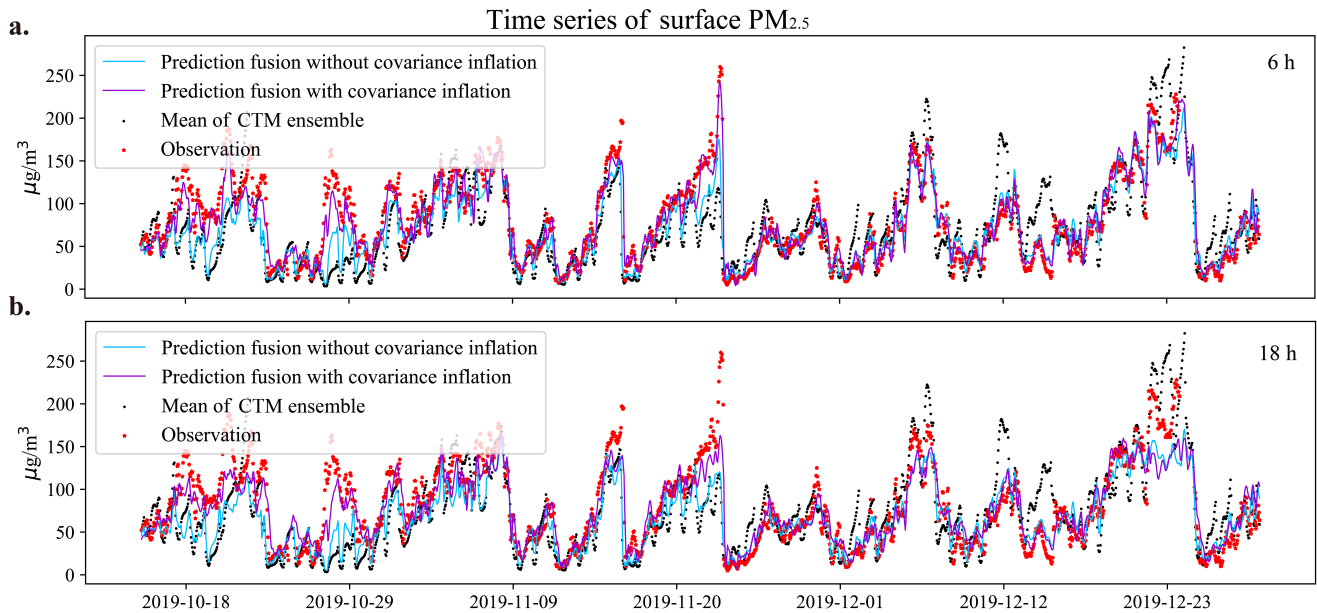 a.
Time series of surface PM2.5
Prediction fusion without covariance inflation
Prediction fusion with covariance inflation
Mean of CTM ensemble
Observation
6 h
250
200
150
100
50
0
μg/m³
b.
Prediction fusion without covariance inflation
Prediction fusion with covariance inflation
Mean of CTM ensemble
Observation
18 h
250
200
150
100
50
0
μg/m³
2019-10-18 2019-10-29 2019-11-09 2019-11-20 2019-12-01 2019-12-12 2019-12-23